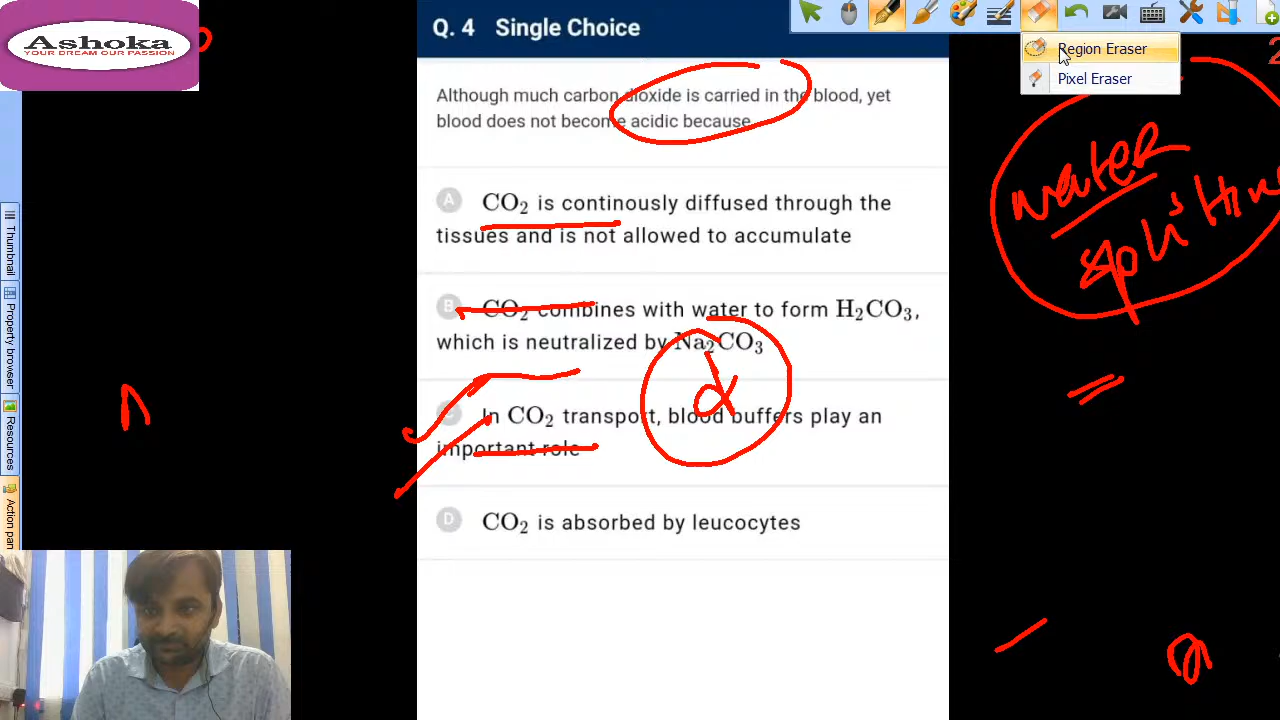 Ashoka
YOUR DREAM OUR PASSION
Q. 4 Single Choice
Region Eraser
Pixel Eraser
Although much carbon dioxide is carried in the blood, yet
blood does not become acidic because
A CO₂ is continously diffused through the
tissues and is not allowed to accumulate
B CO₂ combines with water to form H₂CO₃,
which is neutralized by Na₂CO₃
C In CO₂ transport, blood buffers play an
important role
D CO₂ is absorbed by leucocytes
water
Thumbnail
Property browser
Resources
Action pan